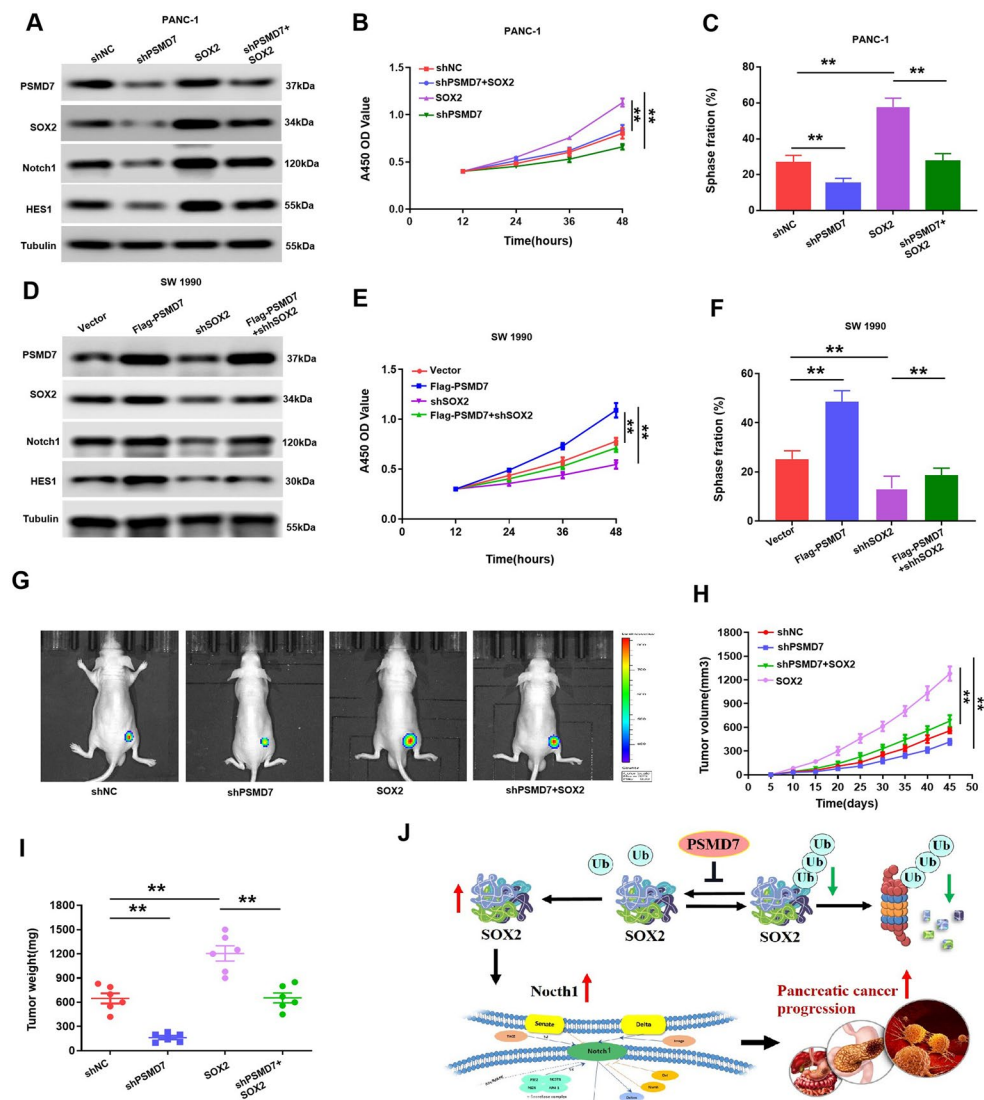 A
PANC-1
shNC
shPSMD7
SOX2
shPSMD7+
SOX2
PSMD7
37kDa
SOX2
34kDa
Notch1
120kDa
HES1
55kDa
Tubulin
55kDa
B
PANC-1
shNC
shPSMD7+SOX2
SOX2
shPSMD7
A450 OD Value
1.5
1.0
0.5
0.0
0
12
24
36
48
Time(hours)
**
**
C
PANC-1
Sphase fration (%)
80
60
40
20
0
**
**
**
shNC
shPSMD7
SOX2
shPSMD7+
SOX2
D
SW 1990
Vector
Flag-PSMD7
shSOX2
Flag-PSMD7
+shhSOX2
PSMD7
37kDa
SOX2
34kDa
Notch1
120kDa
HES1
30kDa
Tubulin
55kDa
E
SW 1990
Vector
Flag-PSMD7
shSOX2
Flag-PSMD7+shSOX2
A450 OD Value
1.5
1.0
0.5
0.0
0
12
24
36
48
Time(hours)
**
**
F
SW 1990
Sphase fration (%)
60
40
20
0
**
**
**
Vector
Flag-PSMD7
shhSOX2
Flag-PSMD7
+shhSOX2
G
shNC
shPSMD7
SOX2
shPSMD7+SOX2
H
shNC
shPSMD7
shPSMD7+SOX2
SOX2
Tumor volume(mm3)
1800
1500
1200
900
600
300
0
0 5 10 15 20 25 30 35 40 45 50
Time(days)
**
**
I
Tumor weight(mg)
1800
1500
1200
900
600
300
0
**
**
**
shNC
shPSMD7
SOX2
shPSMD7+
SOX2
J
PSMD7
Ub
Ub
Ub
Ub
Ub
Ub
Ub
Ub
SOX2
SOX2
SOX2
Nocth1
Pancreatic cancer
progression
Senate
Delta
Notch1